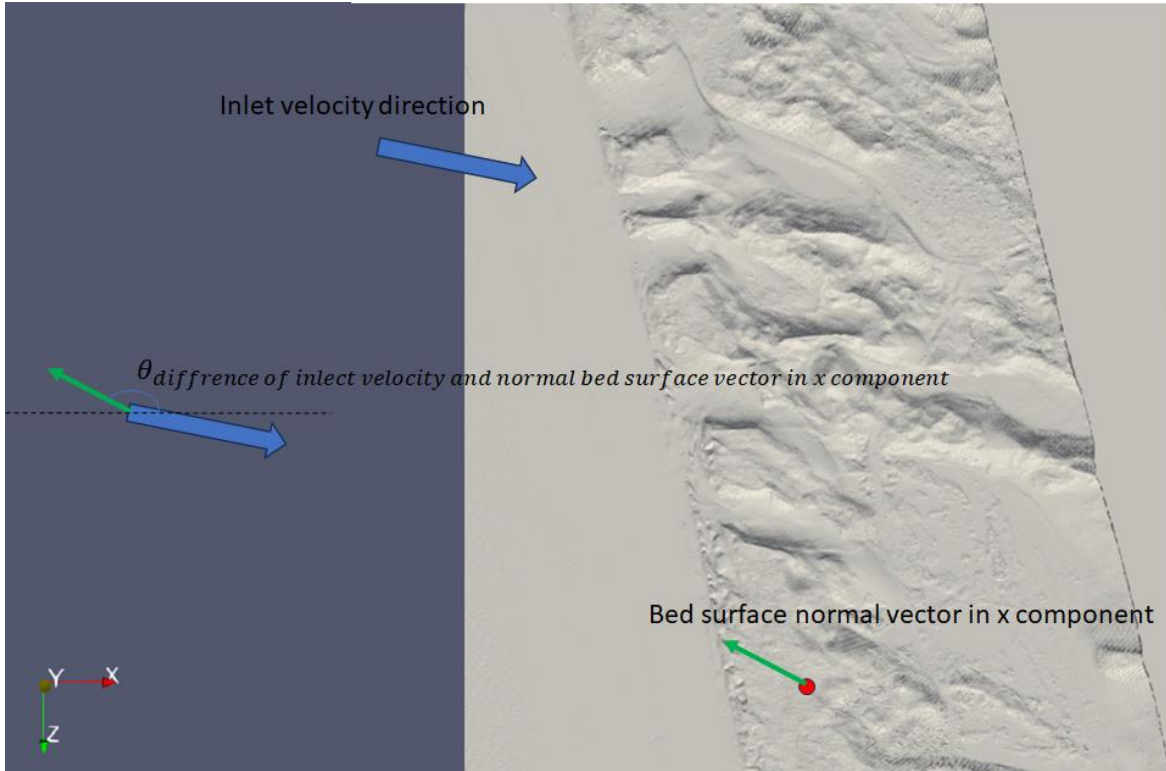 Inlet velocity direction
θdiffrence of inlect velocity and normal bed surface vector in x component
Bed surface normal vector in x component
Y X
Z